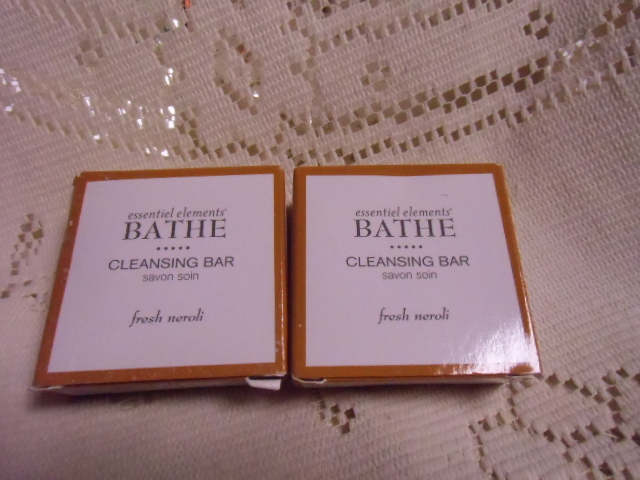 essentiel elements®
BATHE
•••••
CLEANSING BAR
savon soin
fresh neroli
essentiel elements®
BATHE
•••••
CLEANSING BAR
savon soin
fresh neroli